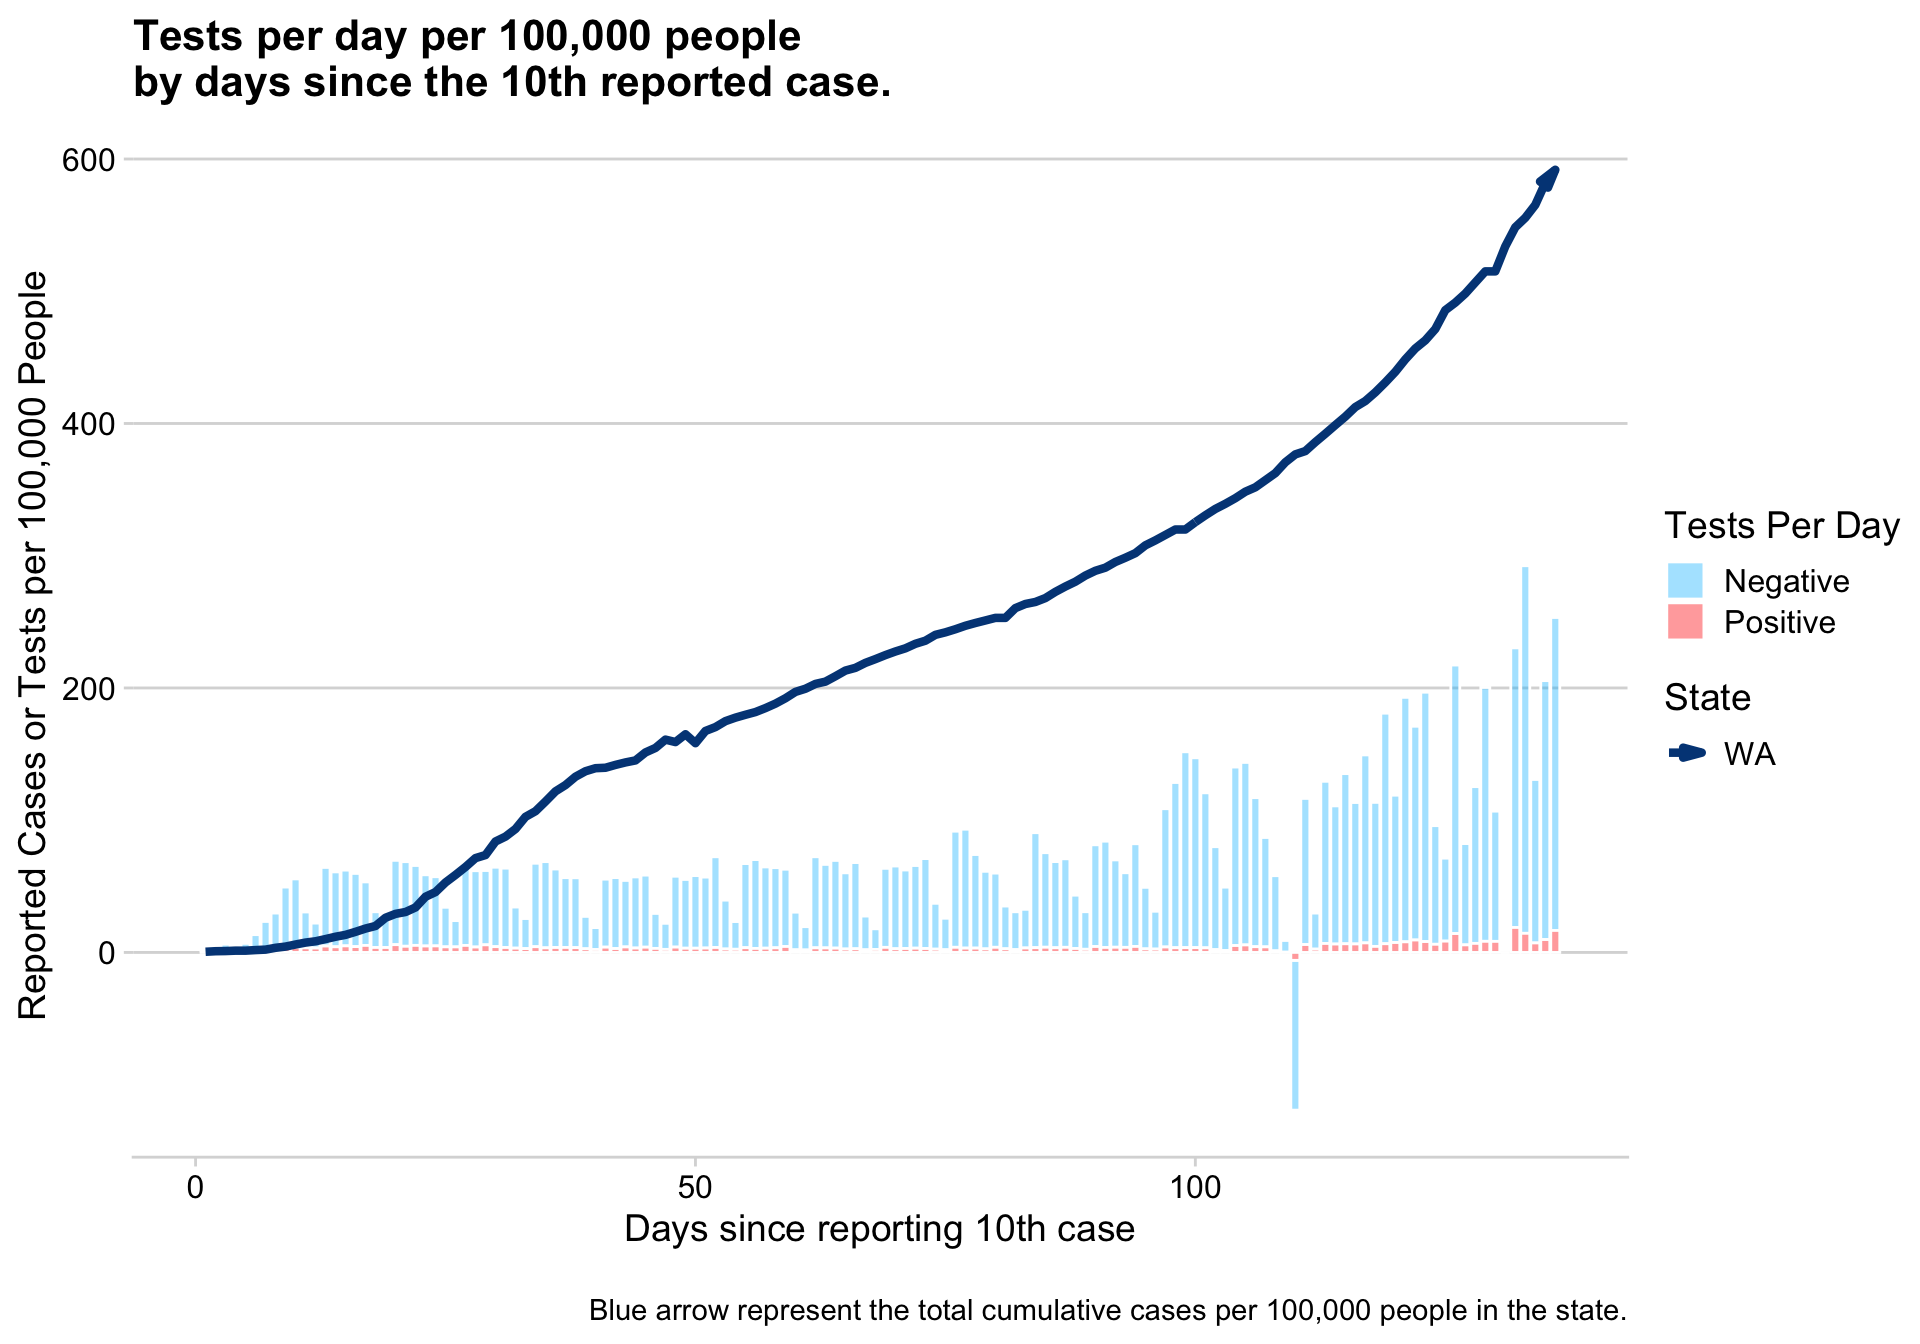 Tests per day per 100,000 people
by days since the 10th reported case.
Reported Cases or Tests per 100,000 People
600
400
200
0
0
50
100
Days since reporting 10th case
Tests Per Day
Negative
Positive
State
WA
Blue arrow represent the total cumulative cases per 100,000 people in the state.